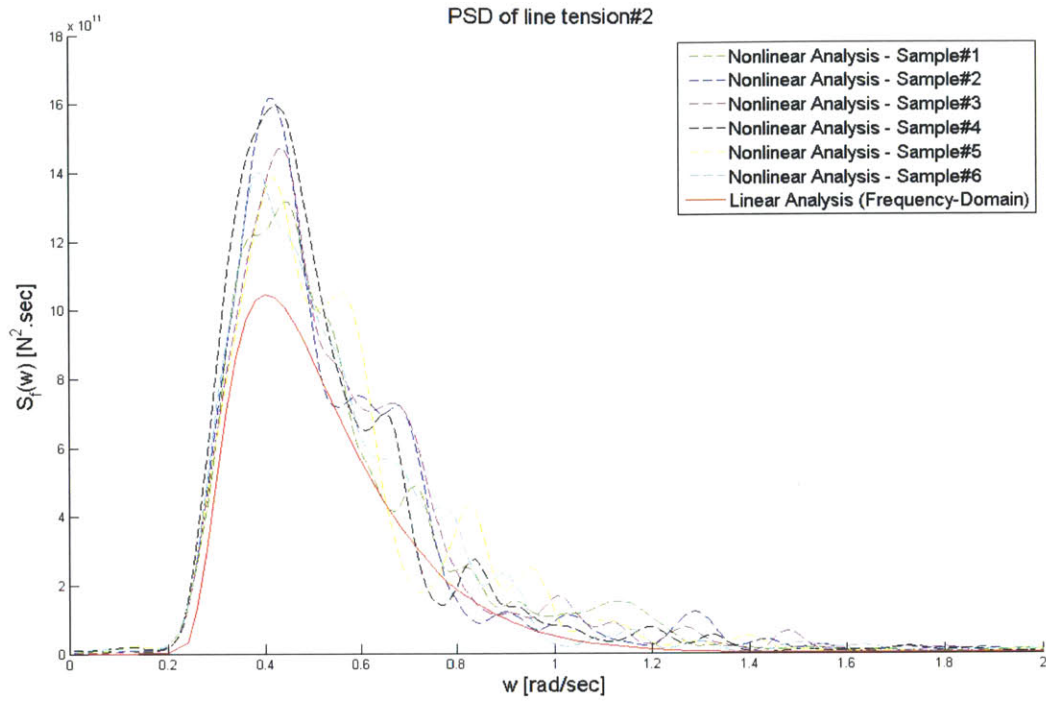 PSD of line tension#2
x 10¹¹
18
16
14
12
10
8
6
4
2
0
S_f(w) [N².sec]
Nonlinear Analysis - Sample#1
Nonlinear Analysis - Sample#2
Nonlinear Analysis - Sample#3
Nonlinear Analysis - Sample#4
Nonlinear Analysis - Sample#5
Nonlinear Analysis - Sample#6
Linear Analysis (Frequency-Domain)
0 0.2 0.4 0.6 0.8 1 1.2 1.4 1.6 1.8 2
w [rad/sec]